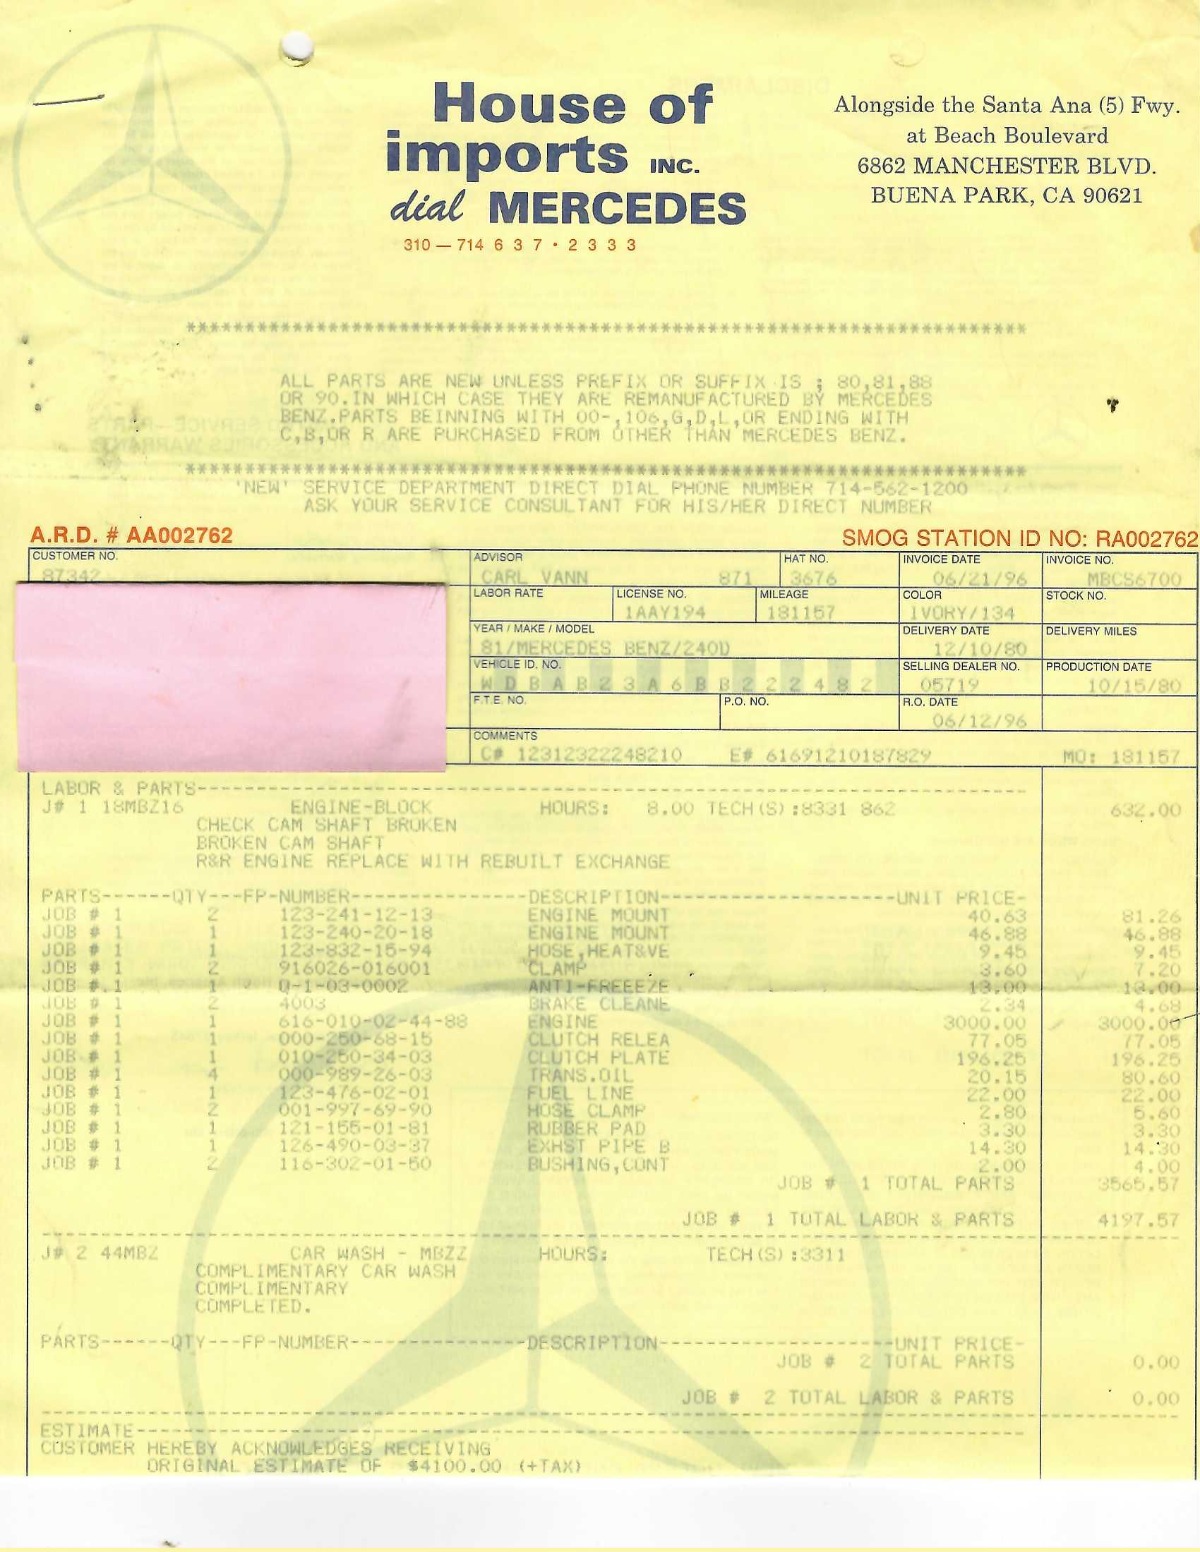 House of
imports INC.
dial MERCEDES
310 — 714 637 • 2333
Alongside the Santa Ana (5) Fwy.
at Beach Boulevard
6862 MANCHESTER BLVD.
BUENA PARK, CA 90621
************************************************************************
ALL PARTS ARE NEW UNLESS PREFIX OR SUFFIX IS ; 80,81,88
OR 90.IN WHICH CASE THEY ARE REMANUFACTURED BY MERCEDES
BENZ.PARTS BEINNING WITH 00-,106,G,D,L,OR ENDING WITH
C,B,OR R ARE PURCHASED FROM OTHER THAN MERCEDES BENZ.
************************************************************************
'NEW' SERVICE DEPARTMENT DIRECT DIAL PHONE NUMBER 714-562-1200
ASK YOUR SERVICE CONSULTANT FOR HIS/HER DIRECT NUMBER
A.R.D. # AA002762 SMOG STATION ID NO: RA002762
CUSTOMER NO. ADVISOR HAT NO. INVOICE DATE INVOICE NO.
87342 CARL VANN 871 3676 06/21/96 MBCS6700
LABOR RATE LICENSE NO. MILEAGE COLOR STOCK NO.
1AAY194 181157 IVORY/134
YEAR / MAKE / MODEL DELIVERY DATE DELIVERY MILES
81/MERCEDES BENZ/240D 12/10/80
VEHICLE ID. NO. SELLING DEALER NO. PRODUCTION DATE
WDBAB23A6BB222482 05719 10/15/80
F.T.E. NO. P.O. NO. R.O. DATE
06/12/96
COMMENTS
C# 12312322248210 E# 61691210187829 MO: 181157
LABOR & PARTS----------------------------------------------------------------------
J# 1 18MBZ16 ENGINE-BLOCK HOURS: 8.00 TECH(S):8331 862 632.00
CHECK CAM SHAFT BROKEN
BROKEN CAM SHAFT
R&R ENGINE REPLACE WITH REBUILT EXCHANGE
PARTS------QTY---FP-NUMBER---------------DESCRIPTION--------------------UNIT PRICE-
JOB # 1 2 123-241-12-13 ENGINE MOUNT 40.63 81.26
JOB # 1 1 123-240-20-18 ENGINE MOUNT 46.88 46.88
JOB # 1 1 123-832-15-94 HOSE,HEAT&VE 9.45 9.45
JOB # 1 2 916026-016001 CLAMP 3.60 7.20
JOB # 1 1 Q-1-03-0002 ANTI-FREEEZE 13.00 13.00
JOB # 1 2 4003 BRAKE CLEANE 2.34 4.68
JOB # 1 1 616-010-02-44-88 ENGINE 3000.00 3000.00
JOB # 1 1 000-250-68-15 CLUTCH RELEA 77.05 77.05
JOB # 1 1 010-250-34-03 CLUTCH PLATE 196.25 196.25
JOB # 1 4 000-989-26-03 TRANS.OIL 20.15 80.60
JOB # 1 1 123-476-02-01 FUEL LINE 22.00 22.00
JOB # 1 2 001-997-69-90 HOSE CLAMP 2.80 5.60
JOB # 1 1 121-155-01-81 RUBBER PAD 3.30 3.30
JOB # 1 1 126-490-03-37 EXHST PIPE B 14.30 14.30
JOB # 1 2 116-302-01-50 BUSHING,CONT 2.00 4.00
JOB # 1 TOTAL PARTS 3565.57
JOB # 1 TOTAL LABOR & PARTS 4197.57
J# 2 44MBZ CAR WASH - MBZZ HOURS: TECH(S):3311
COMPLIMENTARY CAR WASH
COMPLIMENTARY
COMPLETED.
PARTS------QTY---FP-NUMBER---------------DESCRIPTION--------------------UNIT PRICE-
JOB # 2 TOTAL PARTS 0.00
JOB # 2 TOTAL LABOR & PARTS 0.00
ESTIMATE---------------------------------------------------------------------------
CUSTOMER HEREBY ACKNOWLEDGES RECEIVING
ORIGINAL ESTIMATE OF $4100.00 (+TAX)